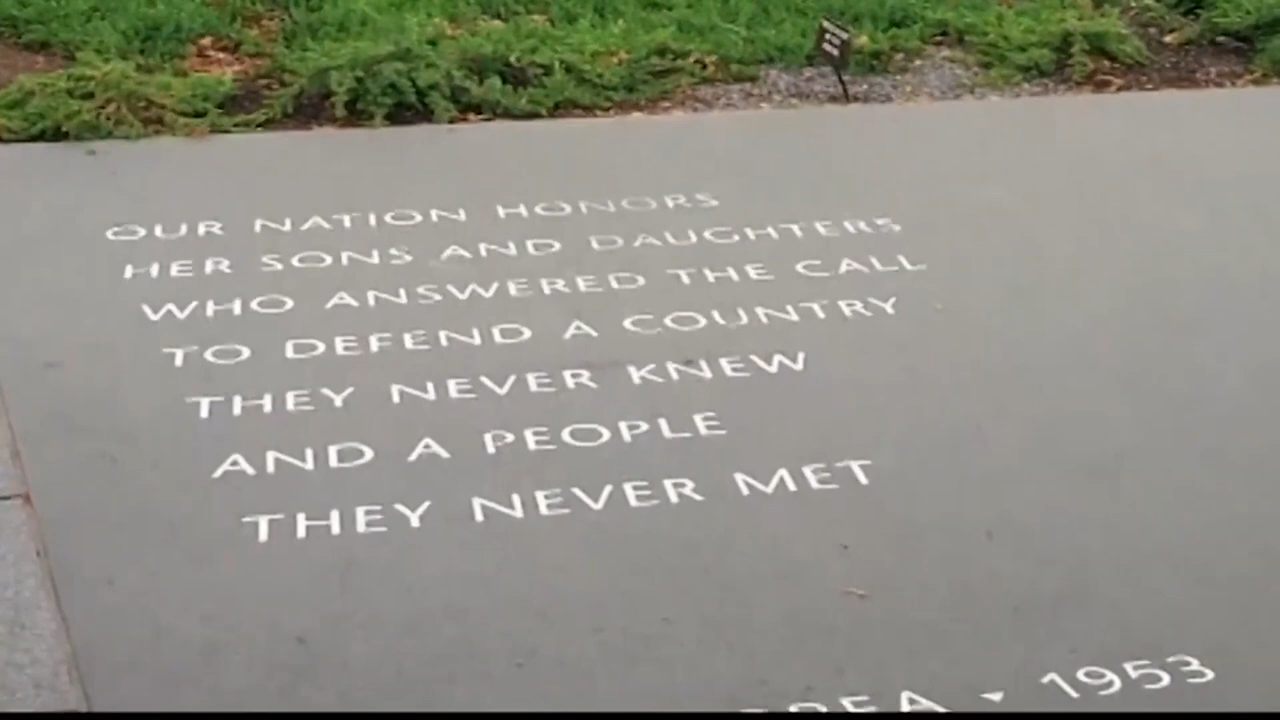 OUR NATION HONORS
HER SONS AND DAUGHTERS
WHO ANSWERED THE CALL
TO DEFEND A COUNTRY
THEY NEVER KNEW
AND A PEOPLE
THEY NEVER MET
1953